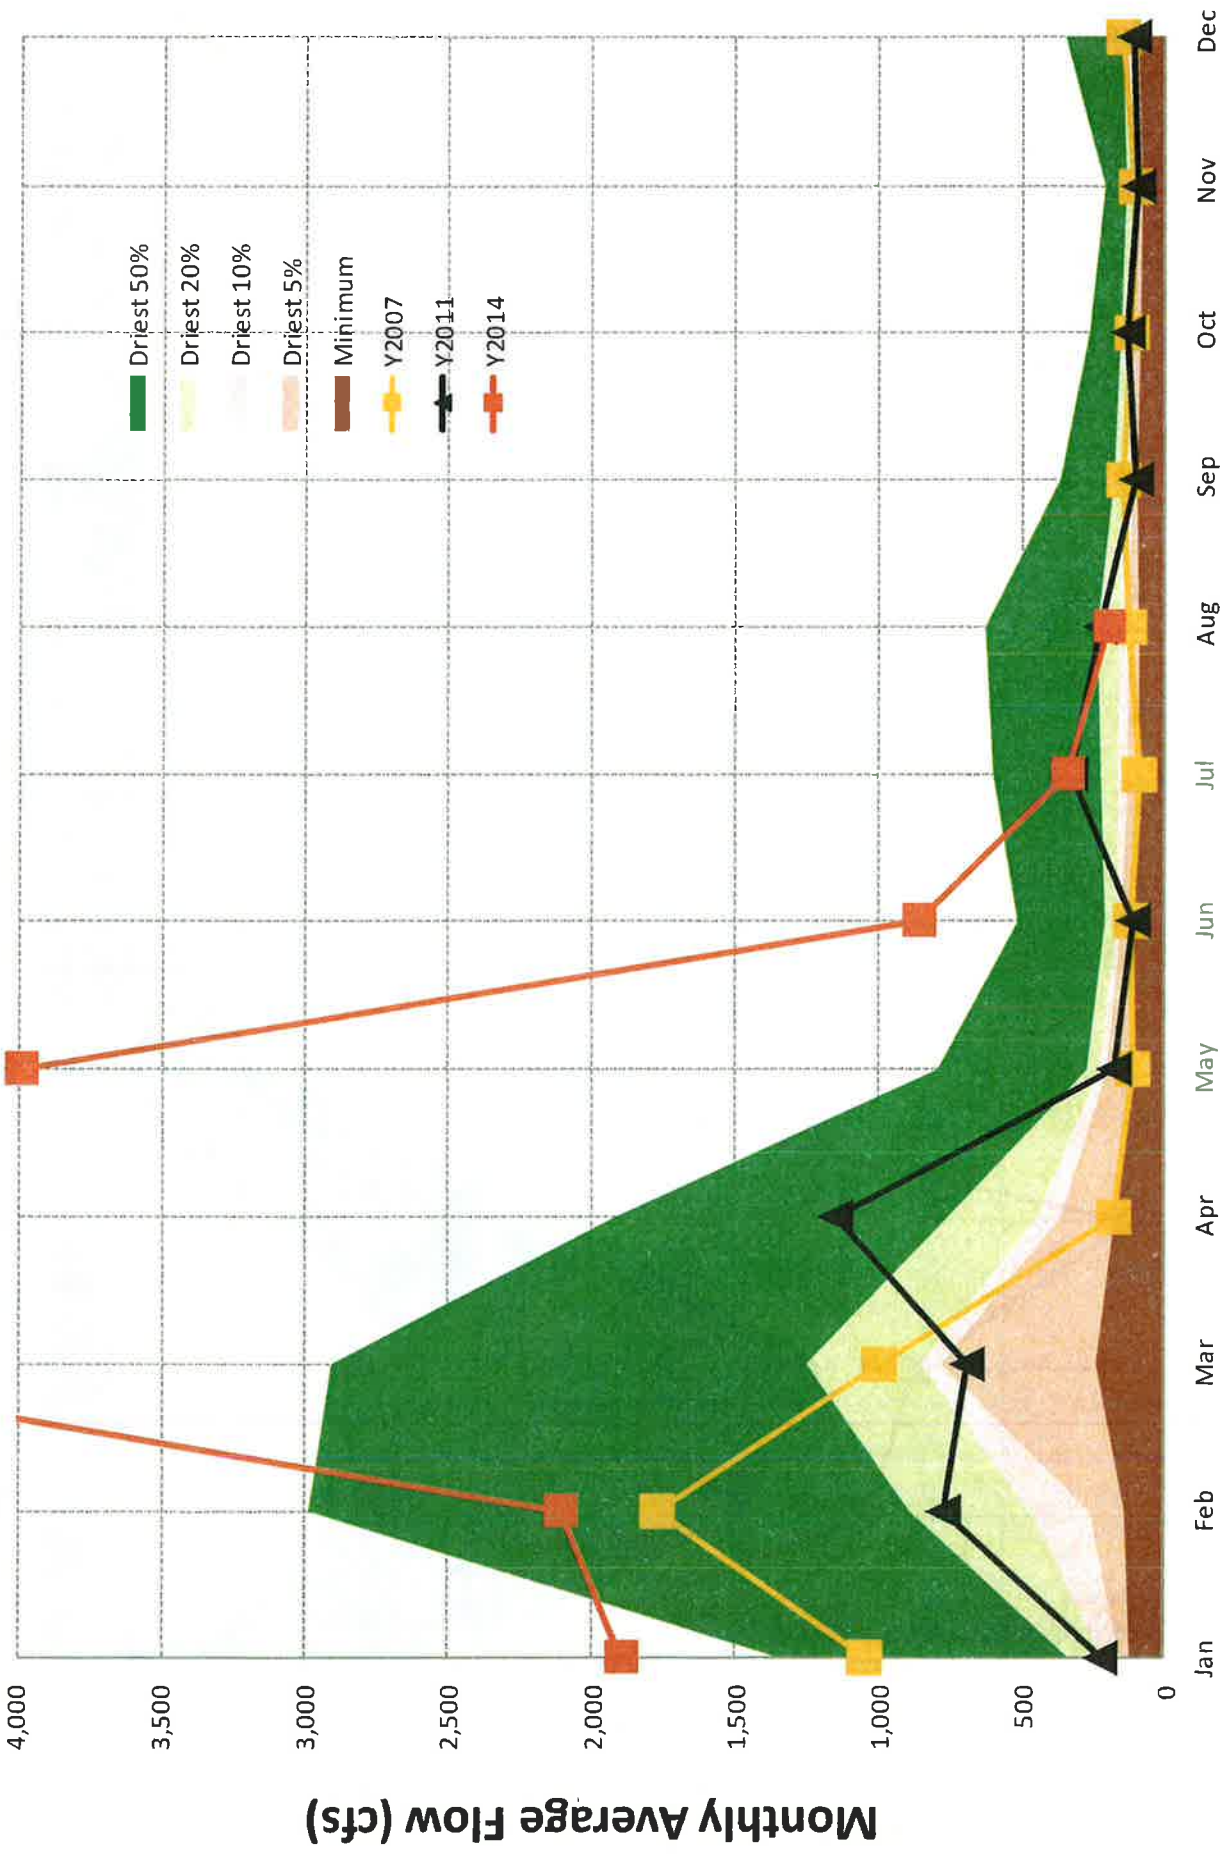 Monthly Average Flow (cfs)
4,000
3,500
3,000
2,500
2,000
1,500
1,000
500
0
Driest 50%
Driest 20%
Driest 10%
Driest 5%
Minimum
Y2007
Y2011
Y2014
Jan Feb Mar Apr May Jun Jul Aug Sep Oct Nov Dec